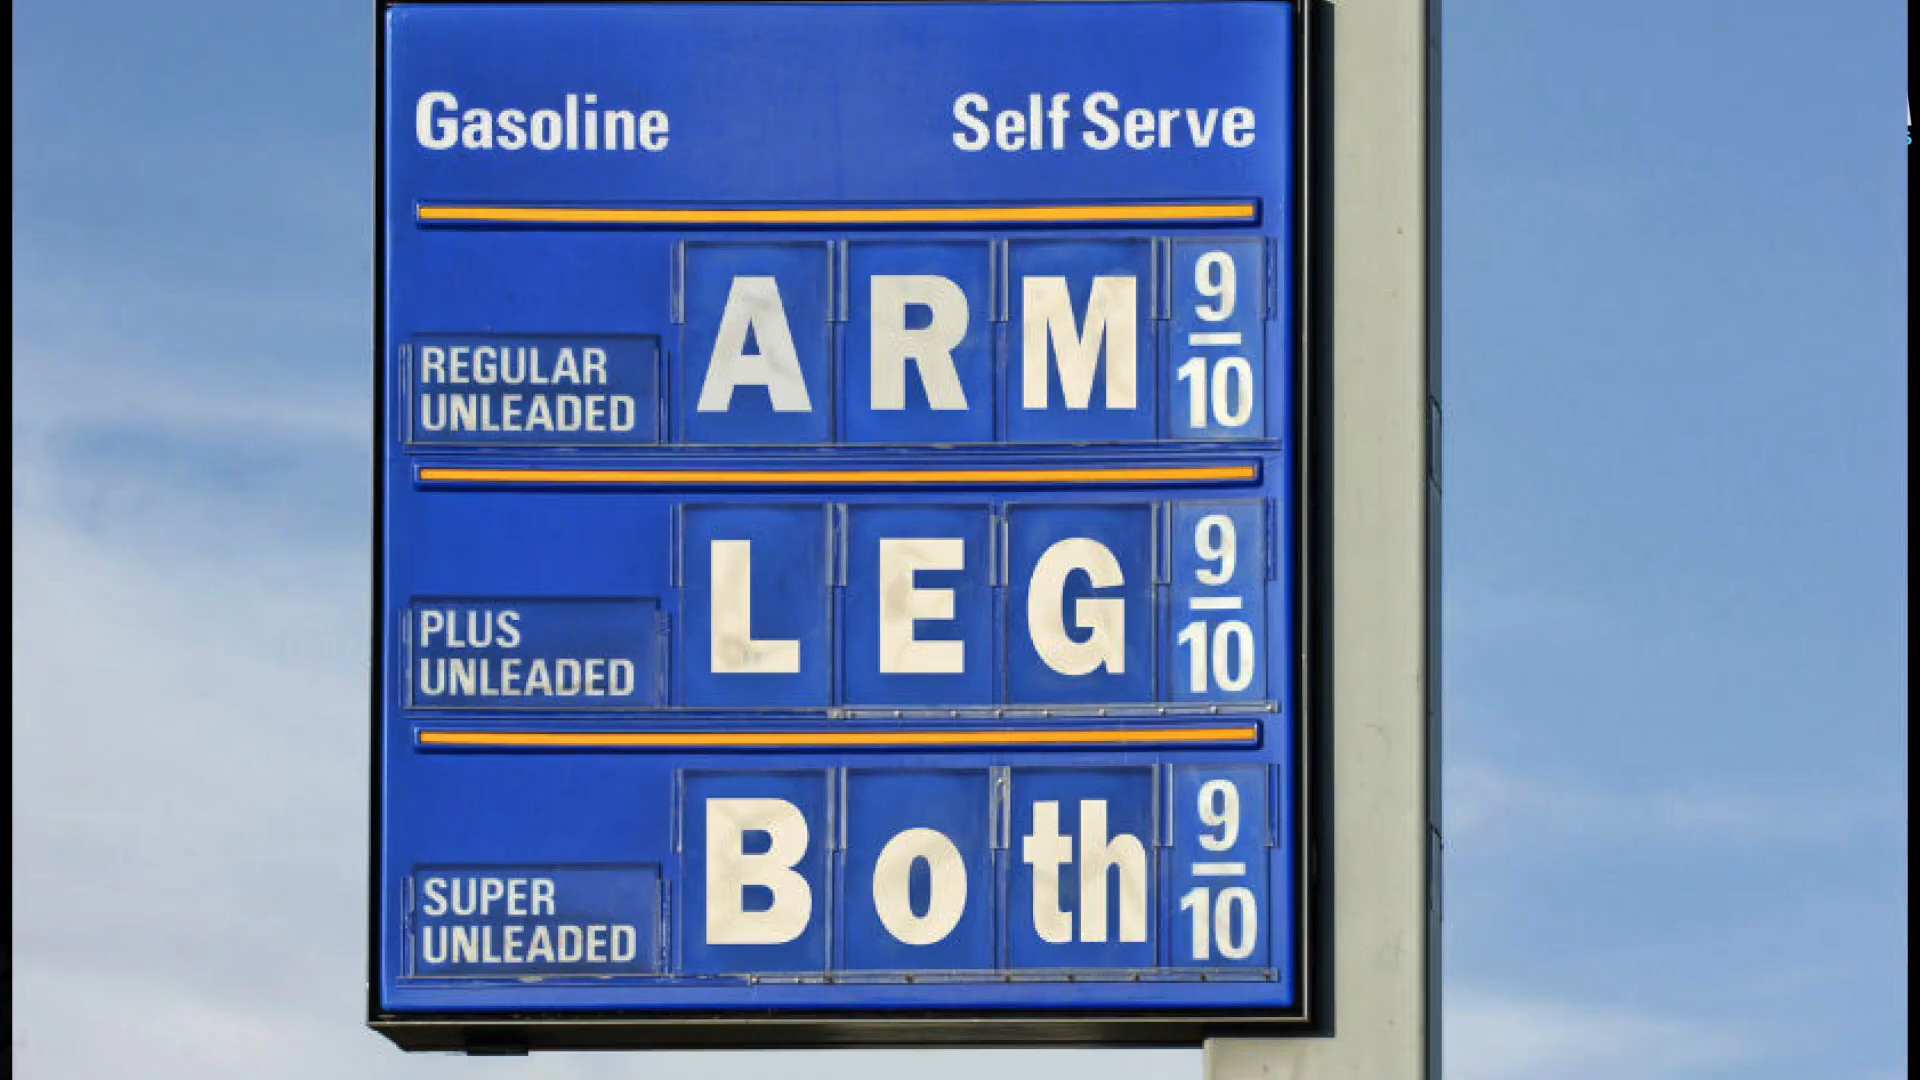 Gasoline Self Serve
ARM 9/10
REGULAR
UNLEADED
LEG 9/10
PLUS
UNLEADED
Both 9/10
SUPER
UNLEADED